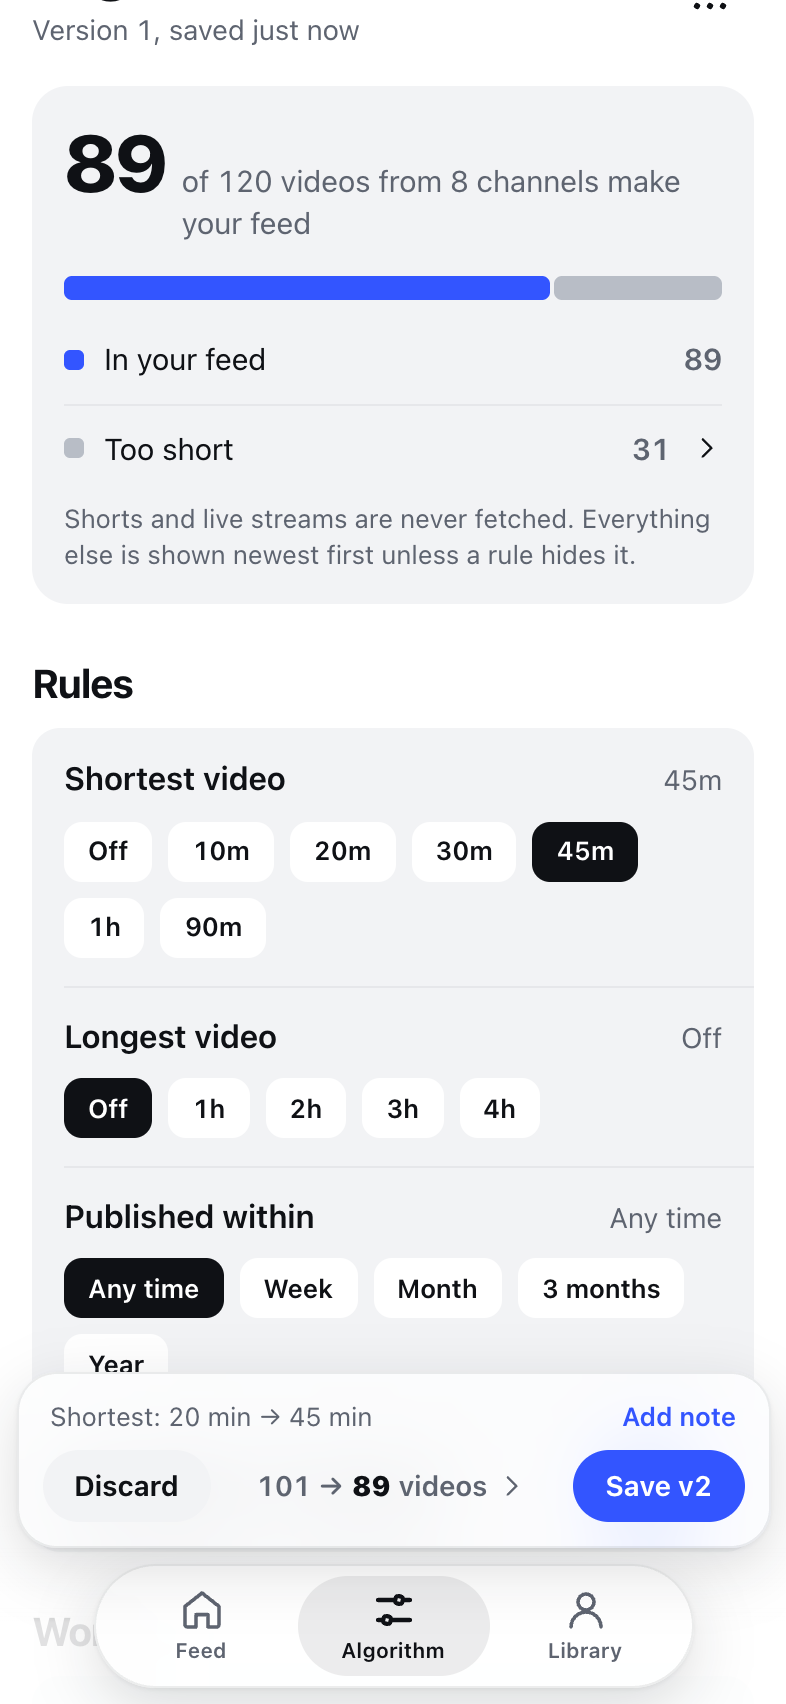 Version 1, saved just now
89 of 120 videos from 8 channels make
your feed
In your feed 89
Too short 31
Shorts and live streams are never fetched. Everything
else is shown newest first unless a rule hides it.
Rules
Shortest video 45m
Off 10m 20m 30m 45m
1h 90m
Longest video Off
Off 1h 2h 3h 4h
Published within Any time
Any time Week Month 3 months
Year
Shortest: 20 min → 45 min Add note
Discard 101 → 89 videos Save v2
Feed Algorithm Library